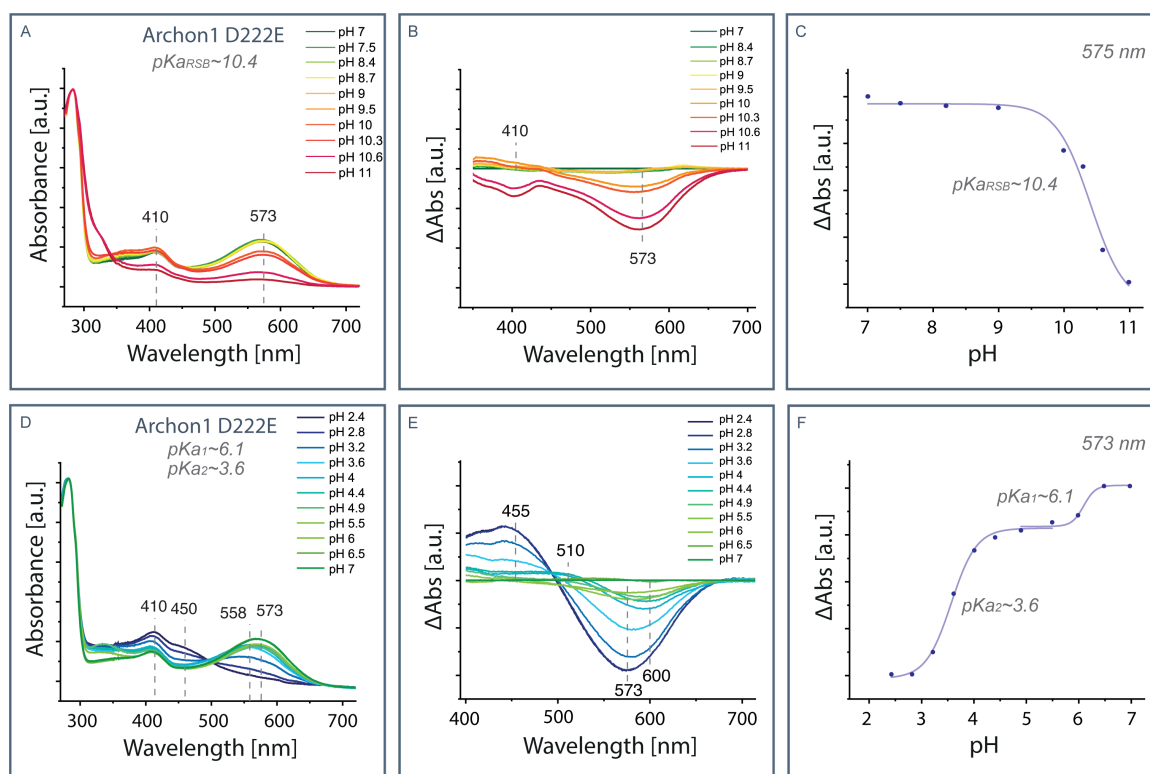 A
Archon1 D222E
pKaRSB~10.4
pH 7
pH 7.5
pH 8.4
pH 8.7
pH 9
pH 9.5
pH 10
pH 10.3
pH 10.6
pH 11
410
573
Absorbance [a.u.]
300 400 500 600 700
Wavelength [nm]
B
pH 7
pH 8.4
pH 8.7
pH 9
pH 9.5
pH 10
pH 10.3
pH 10.6
pH 11
410
573
ΔAbs [a.u.]
400 500 600 700
Wavelength [nm]
C
575 nm
pKaRSB~10.4
ΔAbs [a.u.]
7 8 9 10 11
pH
D
Archon1 D222E
pKa1~6.1
pKa2~3.6
pH 2.4
pH 2.8
pH 3.2
pH 3.6
pH 4
pH 4.4
pH 4.9
pH 5.5
pH 6
pH 6.5
pH 7
410 450 558 573
Absorbance [a.u.]
300 400 500 600 700
Wavelength [nm]
E
pH 2.4
pH 2.8
pH 3.2
pH 3.6
pH 4
pH 4.4
pH 4.9
pH 5.5
pH 6
pH 6.5
pH 7
455
510
600
573
ΔAbs [a.u.]
400 500 600 700
Wavelength [nm]
F
573 nm
pKa1~6.1
pKa2~3.6
ΔAbs [a.u.]
2 3 4 5 6 7
pH